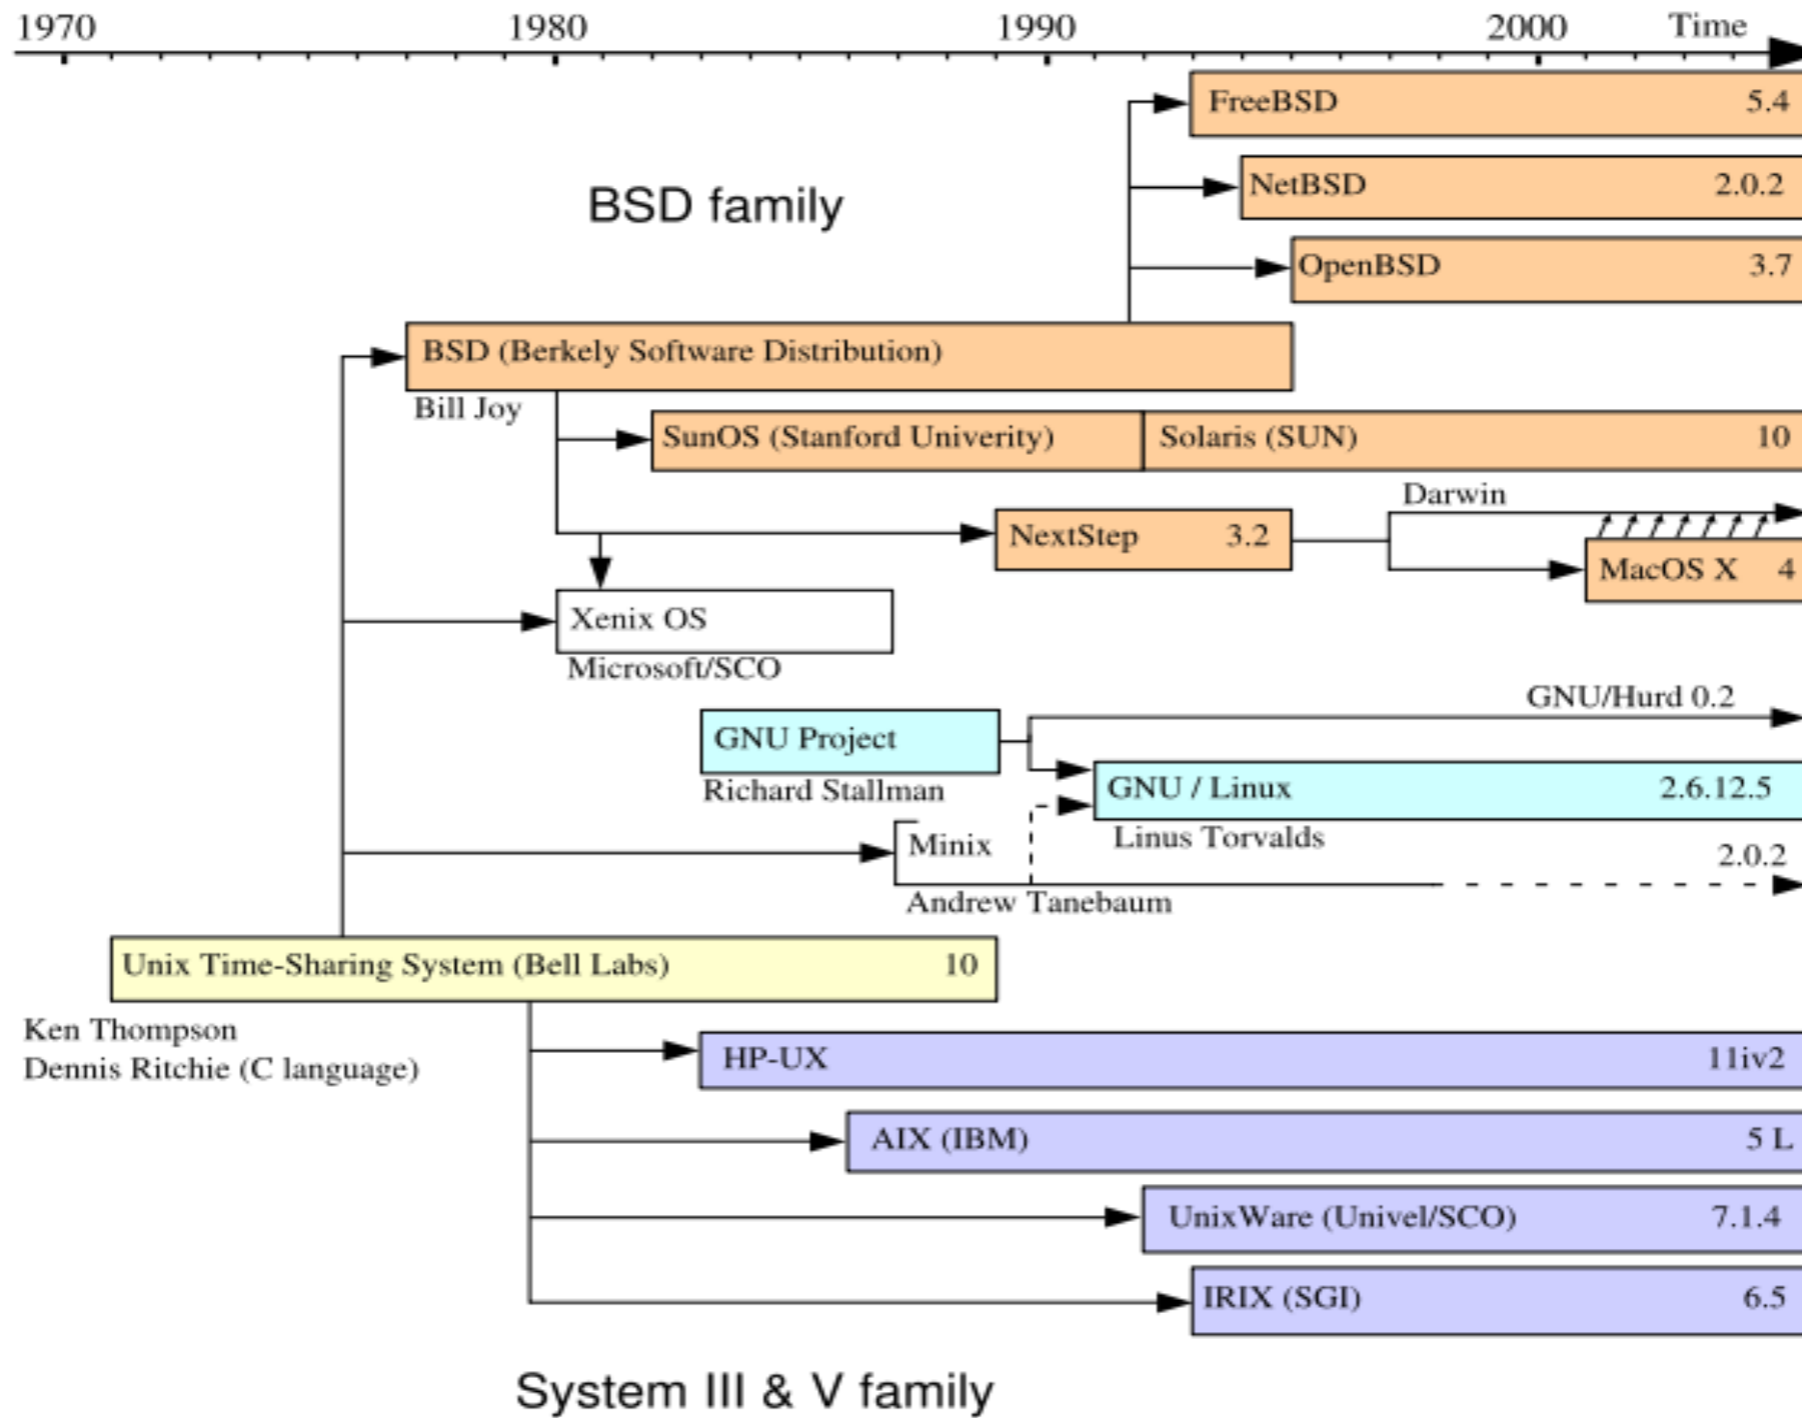 1970 1980 1990 2000 Time
FreeBSD 5.4
NetBSD 2.0.2
BSD family
OpenBSD 3.7
BSD (Berkely Software Distribution)
Bill Joy
SunOS (Stanford Univerity) Solaris (SUN) 10
Darwin
NextStep 3.2
MacOS X 4
Xenix OS
Microsoft/SCO
GNU/Hurd 0.2
GNU Project
Richard Stallman
GNU / Linux 2.6.12.5
Linus Torvalds
Minix
2.0.2
Andrew Tanebaum
Unix Time-Sharing System (Bell Labs) 10
Ken Thompson
Dennis Ritchie (C language)
HP-UX 11iv2
AIX (IBM) 5 L
UnixWare (Univel/SCO) 7.1.4
IRIX (SGI) 6.5
System III & V family